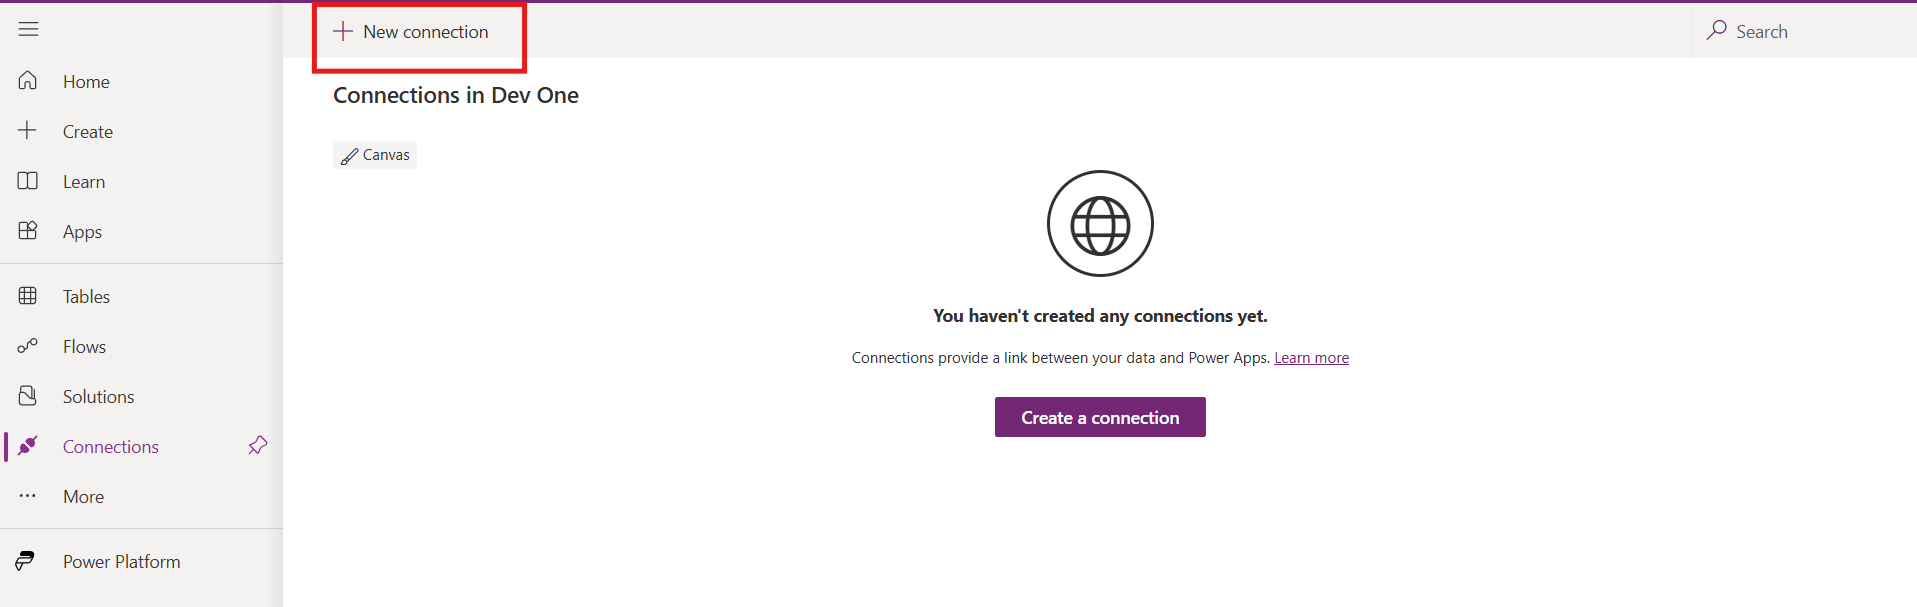 New connection
Search
Home
Create
Learn
Apps
Tables
Flows
Solutions
Connections
More
Power Platform
Connections in Dev One
Canvas
You haven't created any connections yet.
Connections provide a link between your data and Power Apps. Learn more
Create a connection